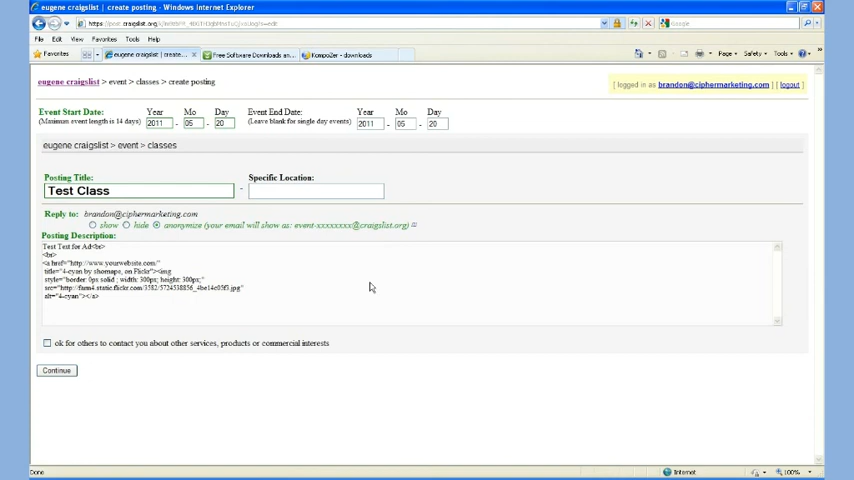 eugene craigslist | create posting - Windows Internet Explorer
File Edit View Favorites Tools Help
Google
Favorites
eugene craigslist | create...
Free Software Downloads an...
KompoZer - downloads
Page Safety Tools
eugene craigslist > event > classes > create posting
[ logged in as brandon@ciphermarketing.com ] [ logout ]
Event Start Date: Year Mo Day Event End Date: Year Mo Day
(Maximum event length is 14 days) 2011 - 05 - 20 (Leave blank for single day events) 2011 - 05 - 20
eugene craigslist > event > classes
Posting Title: Specific Location:
Test Class -
Reply to: brandon@ciphermarketing.com
show hide anonymize (your email will show as: event-xxxxxxxx@craigslist.org) [?]
Posting Description:
Test Text for Ad<br>
<br>
<a href="http://www.yourwebsite.com/"
title="4-cyan by shomape, on Flickr"><img
style="border: 0px solid ; width: 300px; height: 300px;"
alt="4-cyan"></a>
ok for others to contact you about other services, products or commercial interests
Continue
Done Internet 100%